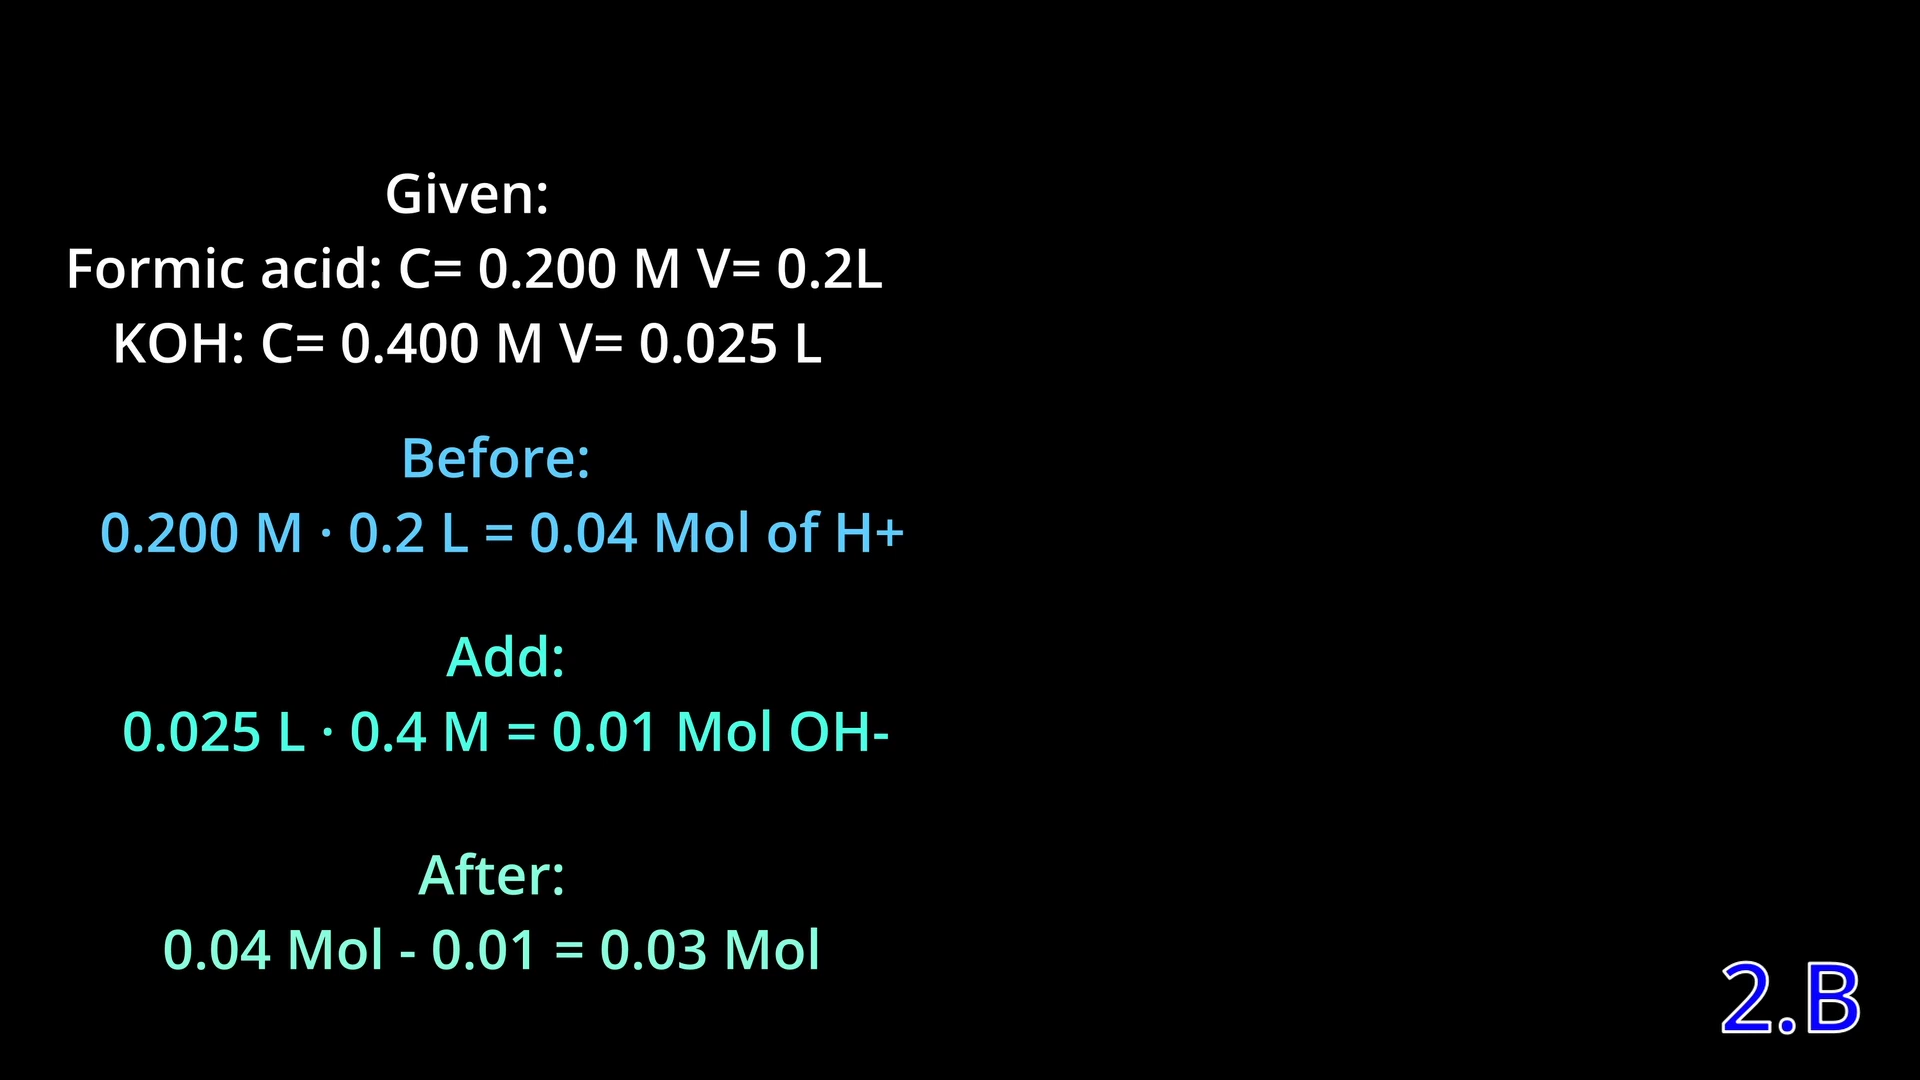 Given:
Formic acid: C= 0.200 M V= 0.2L
KOH: C= 0.400 M V= 0.025 L
Before:
0.200 M · 0.2 L = 0.04 Mol of H+
Add:
0.025 L · 0.4 M = 0.01 Mol OH-
After:
0.04 Mol - 0.01 = 0.03 Mol
2.B